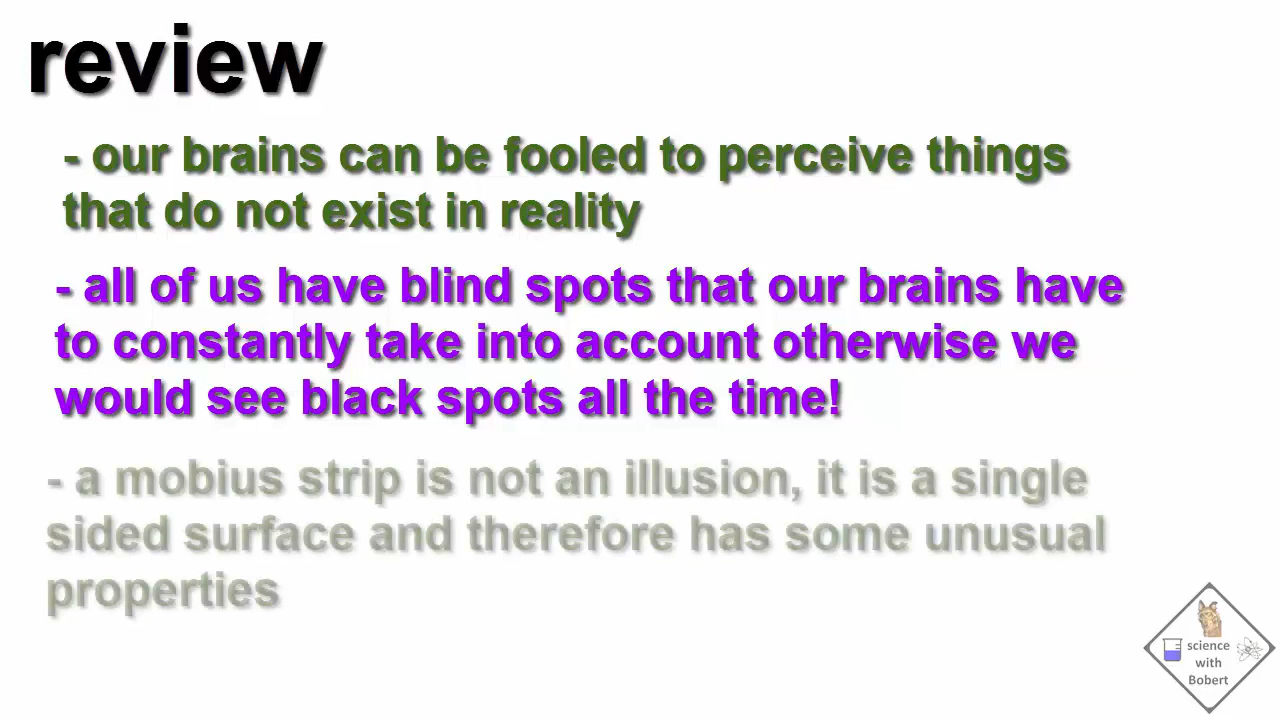 review
- our brains can be fooled to perceive things
that do not exist in reality
- all of us have blind spots that our brains have
to constantly take into account otherwise we
would see black spots all the time!
- a mobius strip is not an illusion, it is a single
sided surface and therefore has some unusual
properties
science
with
Bobert